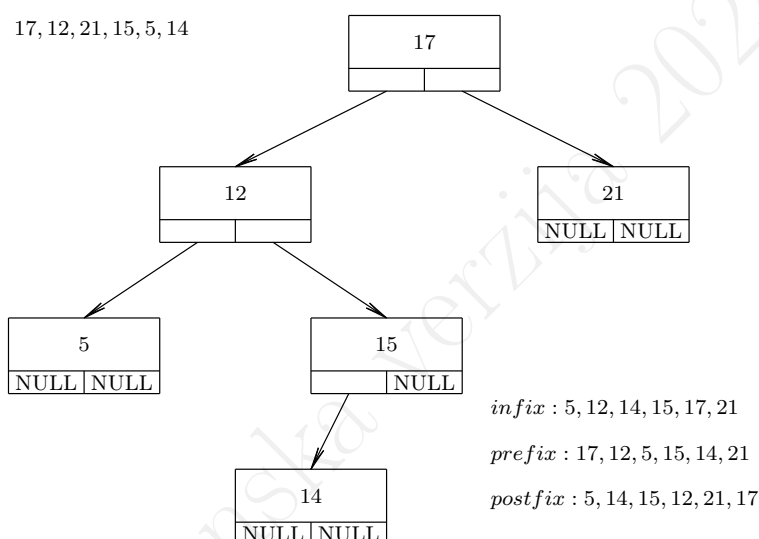 17, 12, 21, 15, 5, 14
17
12
21
NULL NULL
5
15
NULL NULL
NULL
infix : 5, 12, 14, 15, 17, 21
prefix : 17, 12, 5, 15, 14, 21
14
postfix : 5, 14, 15, 12, 21, 17
NULL NULL
verzija 202